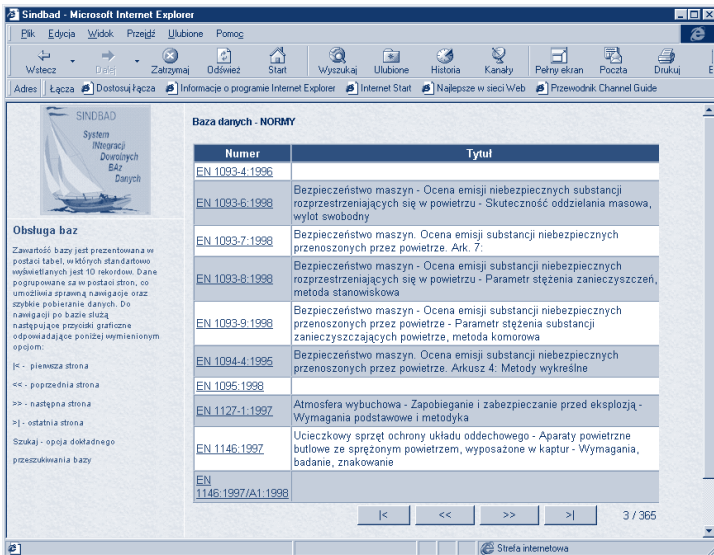 Sindbad - Microsoft Internet Explorer
Plik Edycja Widok Przejdź Ulubione Pomoc
Wstecz Dalej Zatrzymaj Odśwież Start Wyszukaj Ulubione Historia Kanały Pełny ekran Poczta Drukuj E
Adres Łącza Dostosuj łącza Informacje o programie Internet Explorer Internet Start Najlepsze w sieci Web Przewodnik Channel Guide
SINDBAD
System
INtegracji
Dowolnych
BAz
Danych
Obsługa baz
Zawartość bazy jest prezentowana w
postaci tabel, w których standartowo
wyświetlanych jest 10 rekordow. Dane
pogrupowane sa w postaci stron, co
umożliwia sprawną nawigacje oraz
szybkie pobieranie danych. Do
nawigacji po bazie służą
następujące przyciski graficzne
odpowiadające poniżej wymienionym
opcjom:
|< - pierwsza strona
<< - poprzednia strona
>> - następna strona
>| - ostatnia strona
Szukaj - opcja dokładnego
przeszukiwania bazy
Baza danych - NORMY
Numer Tytuł
EN 1093-4:1996
EN 1093-6:1998
Bezpieczeństwo maszyn - Ocena emisji niebezpiecznych substancji
rozprzestrzeniających się w powietrzu - Skuteczność oddzielania masowa,
wylot swobodny
EN 1093-7:1998
Bezpieczeństwo maszyn. Ocena emisji substancji niebezpiecznych
przenoszonych przez powietrze. Ark. 7:
EN 1093-8:1998
Bezpieczeństwo maszyn - Ocena emisji substancji niebezpiecznych
rozprzestrzeniających się w powietrzu - Parametr stężenia zanieczyszczeń,
metoda stanowiskowa
EN 1093-9:1998
Bezpieczeństwo maszyn - Ocena emisji substancji niebezpiecznych
przenoszonych przez powietrze - Parametr stężenia substancji
zanieczyszczających powietrze, metoda komorowa
EN 1094-4:1995
Bezpieczeństwo maszyn. Ocena emisji substancji niebezpiecznych
przenoszonych przez powietrze. Arkusz 4: Metody wykreślne
EN 1095:1998
EN 1127-1:1997
Atmosfera wybuchowa - Zapobieganie i zabezpieczanie przed eksplozją -
Wymagania podstawowe i metodyka
EN 1146:1997
Ucieczkowy sprzęt ochrony układu oddechowego - Aparaty powietrzne
butlowe ze sprężonym powietrzem, wyposażone w kaptur - Wymagania,
badanie, znakowanie
EN
1146:1997/A1:1998
|< << >> >| 3 / 365
Strefa internetowa